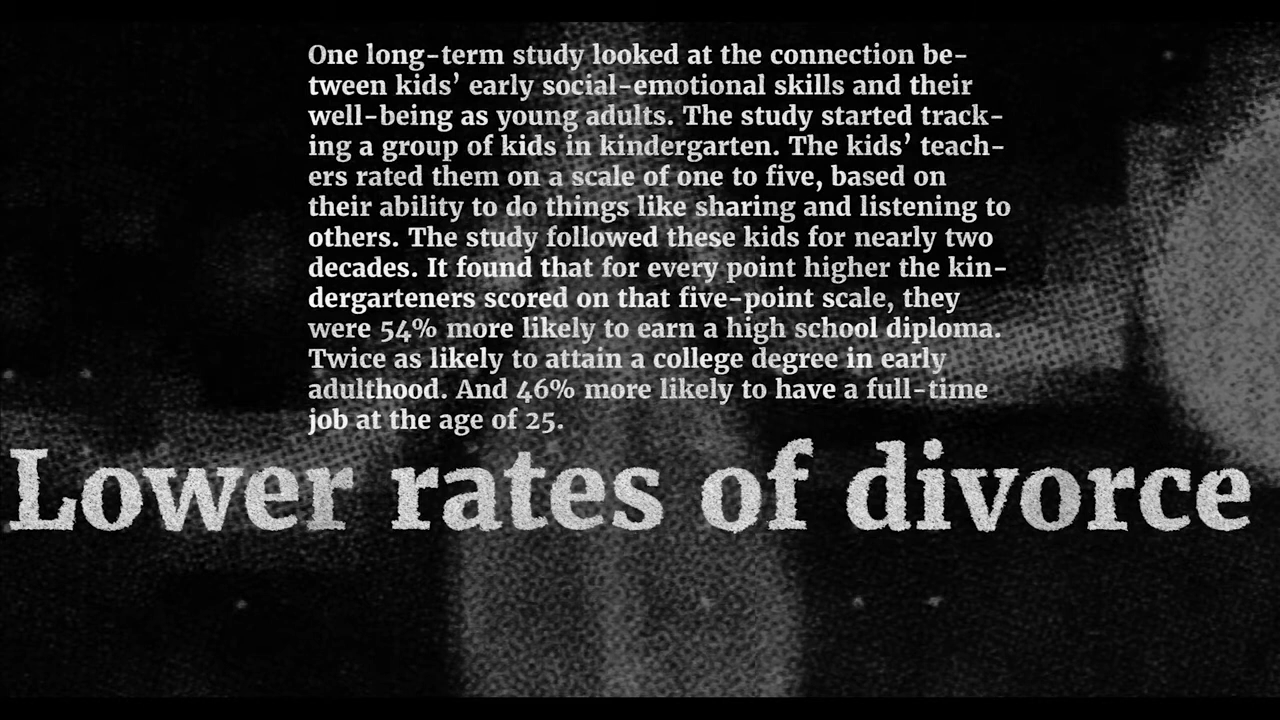 One long-term study looked at the connection be-
tween kids’ early social-emotional skills and their
well-being as young adults. The study started track-
ing a group of kids in kindergarten. The kids’ teach-
ers rated them on a scale of one to five, based on
their ability to do things like sharing and listening to
others. The study followed these kids for nearly two
decades. It found that for every point higher the kin-
dergarteners scored on that five-point scale, they
were 54% more likely to earn a high school diploma.
Twice as likely to attain a college degree in early
adulthood. And 46% more likely to have a full-time
job at the age of 25.
Lower rates of divorce